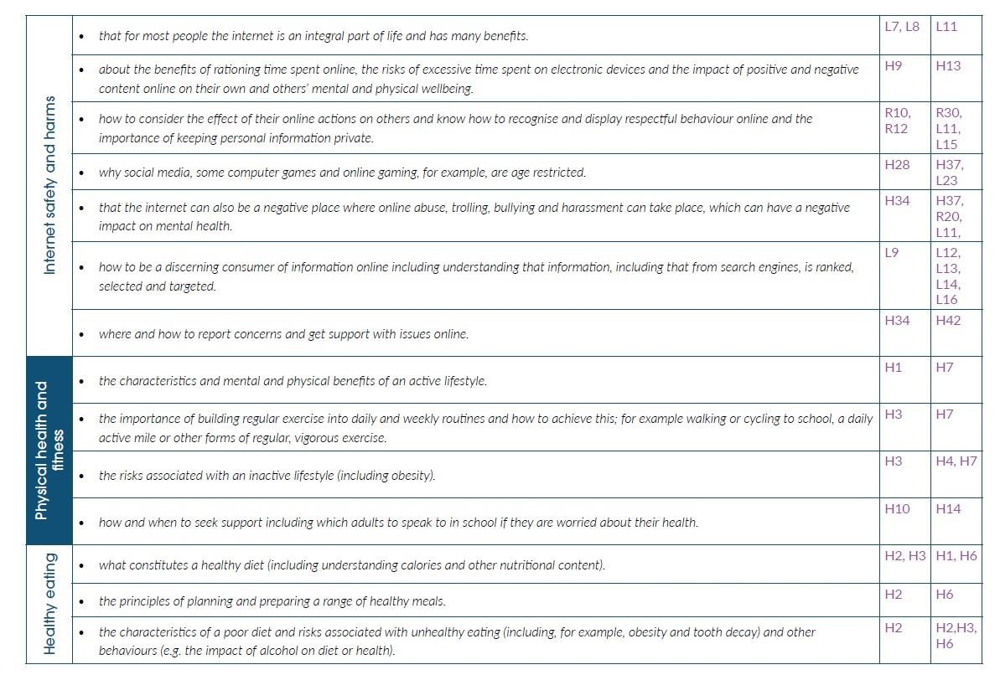 Internet safety and harms
• that for most people the internet is an integral part of life and has many benefits.
L7, L8
L11
• about the benefits of rationing time spent online, the risks of excessive time spent on electronic devices and the impact of positive and negative
content online on their own and others’ mental and physical wellbeing.
H9
H13
• how to consider the effect of their online actions on others and know how to recognise and display respectful behaviour online and the
importance of keeping personal information private.
R10,
R12
R30,
L11,
L15
• why social media, some computer games and online gaming, for example, are age restricted.
H28
H37,
L23
• that the internet can also be a negative place where online abuse, trolling, bullying and harassment can take place, which can have a negative
impact on mental health.
H34
H37,
R20,
L11,
• how to be a discerning consumer of information online including understanding that information, including that from search engines, is ranked,
selected and targeted.
L9
L12,
L13,
L14,
L16
• where and how to report concerns and get support with issues online.
H34
H42
Physical health and
fitness
• the characteristics and mental and physical benefits of an active lifestyle.
H1
H7
• the importance of building regular exercise into daily and weekly routines and how to achieve this; for example walking or cycling to school, a daily
active mile or other forms of regular, vigorous exercise.
H3
H7
• the risks associated with an inactive lifestyle (including obesity).
H3
H4, H7
• how and when to seek support including which adults to speak to in school if they are worried about their health.
H10
H14
Healthy eating
• what constitutes a healthy diet (including understanding calories and other nutritional content).
H2, H3
H1, H6
• the principles of planning and preparing a range of healthy meals.
H2
H6
• the characteristics of a poor diet and risks associated with unhealthy eating (including, for example, obesity and tooth decay) and other
behaviours (e.g. the impact of alcohol on diet or health).
H2
H2,H3,
H6